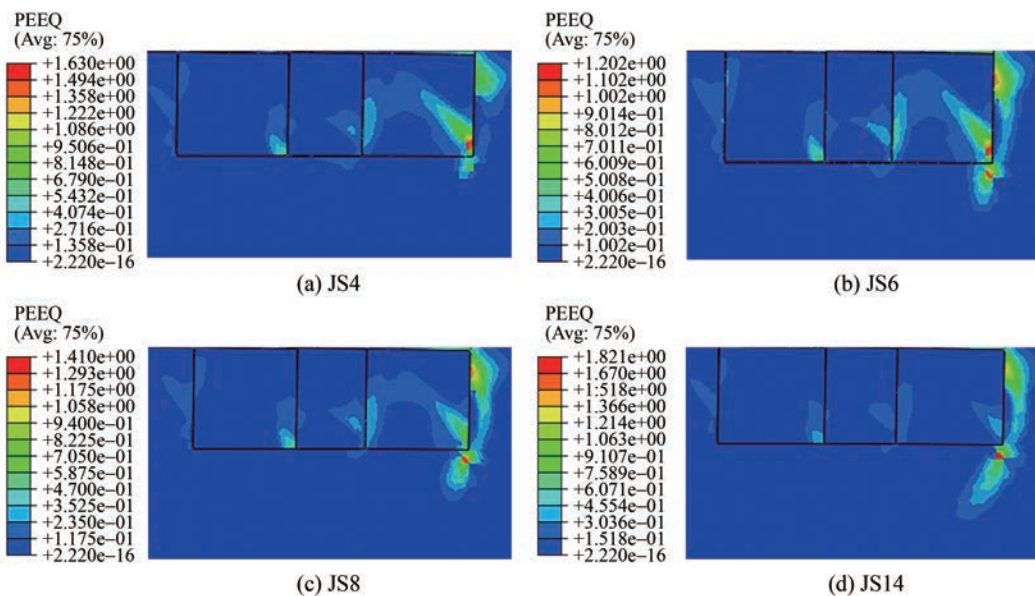 PEEQ
(Avg: 75%)
+1.630e+00
+1.494e+00
+1.358e+00
+1.222e+00
+1.086e+00
+9.506e−01
+8.148e−01
+6.790e−01
+5.432e−01
+4.074e−01
+2.716e−01
+1.358e−01
+2.220e−16
(a) JS4
PEEQ
(Avg: 75%)
+1.202e+00
+1.102e+00
+1.002e+00
+9.014e−01
+8.012e−01
+7.011e−01
+6.009e−01
+5.008e−01
+4.006e−01
+3.005e−01
+2.003e−01
+1.002e−01
+2.220e−16
(b) JS6
PEEQ
(Avg: 75%)
+1.410e+00
+1.293e+00
+1.175e+00
+1.058e+00
+9.400e−01
+8.225e−01
+7.050e−01
+5.875e−01
+4.700e−01
+3.525e−01
+2.350e−01
+1.175e−01
+2.220e−16
(c) JS8
PEEQ
(Avg: 75%)
+1.821e+00
+1.670e+00
+1.518e+00
+1.366e+00
+1.214e+00
+1.063e+00
+9.107e−01
+7.589e−01
+6.071e−01
+4.554e−01
+3.036e−01
+1.518e−01
+2.220e−16
(d) JS14